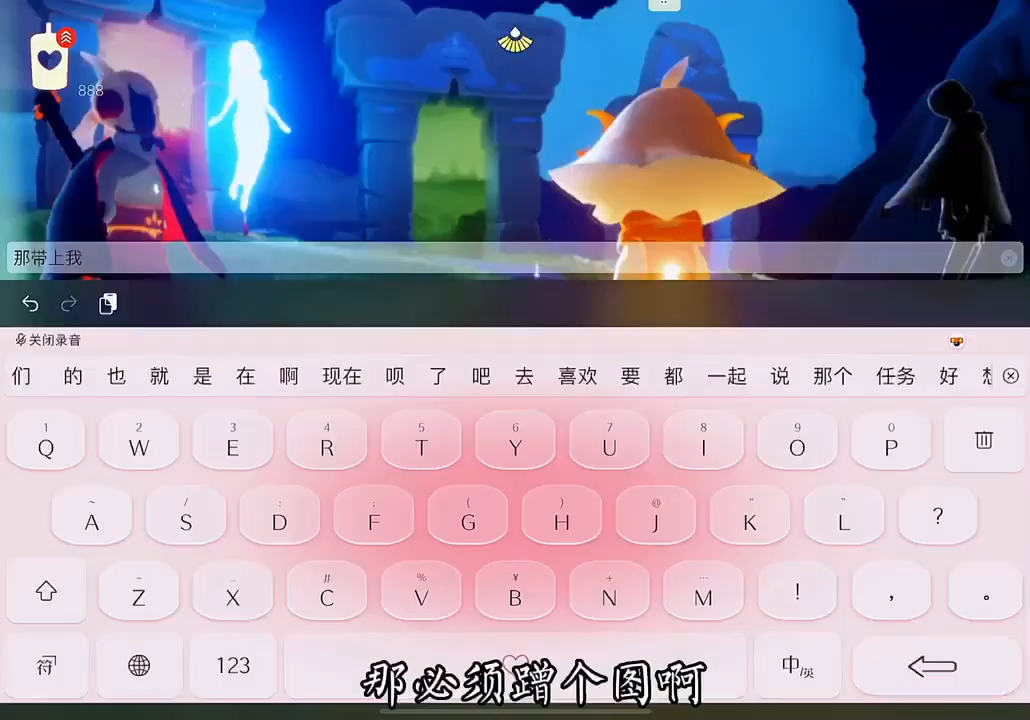 888
那带上我
关闭录音
们 的 也 就 是 在 啊 现在 呗 了 吧 去 喜欢 要 都 一起 说 那个 任务 好
1 2 3 4 5 6 7 8 9 0
Q W E R T Y U I O P
~ / : ; ( ) @ " "
A S D F G H J K L ?
~ _ # % ¥ + ...
Z X C V B N M ! , 。
符 123 中/英
那必须蹭个图啊